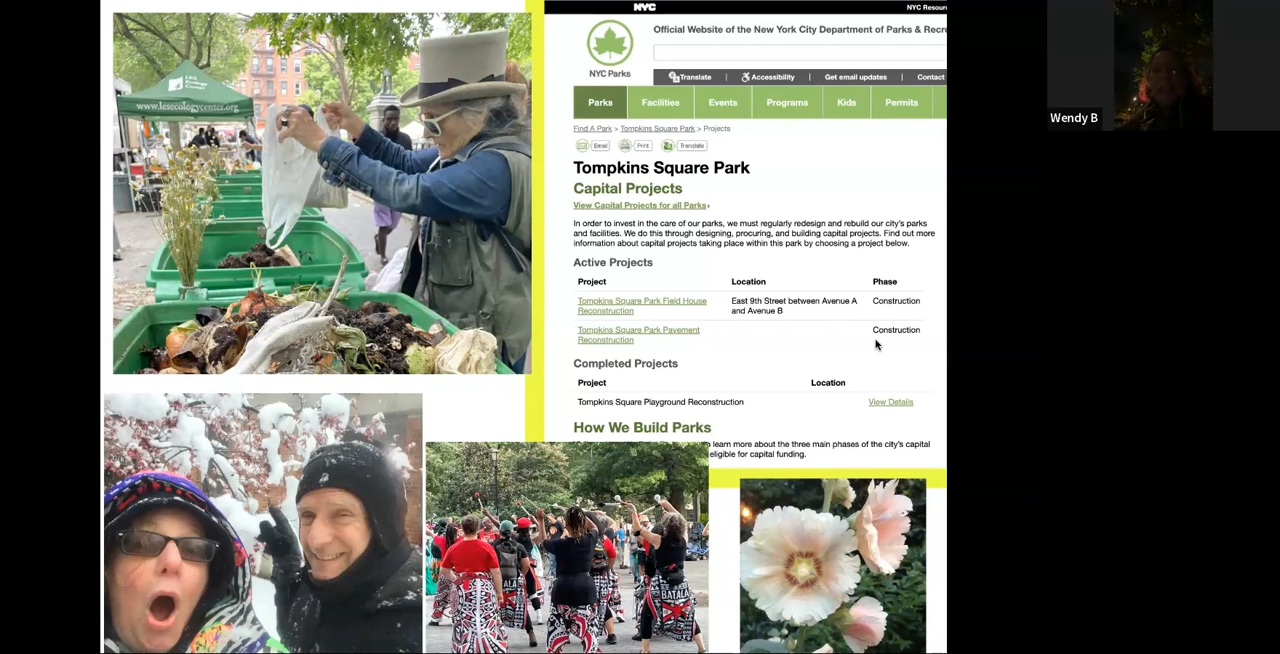 www.lesecologycenter.org
NYC
NYC Resour
NYC Parks
Official Website of the New York City Department of Parks & Recre
Translate | Accessibility | Get email updates | Contact
Parks Facilities Events Programs Kids Permits
Find A Park > Tompkins Square Park > Projects
Email Print Translate
Tompkins Square Park
Capital Projects
View Capital Projects for all Parks
In order to invest in the care of our parks, we must regularly redesign and rebuild our city's parks
and facilities. We do this through designing, procuring, and building capital projects. Find out more
information about capital projects taking place within this park by choosing a project below.
Active Projects
Project Location Phase
Tompkins Square Park Field House East 9th Street between Avenue A Construction
Reconstruction and Avenue B
Tompkins Square Park Pavement Construction
Reconstruction
Completed Projects
Project Location
Tompkins Square Playground Reconstruction View Details
How We Build Parks
learn more about the three main phases of the city's capital
eligible for capital funding.
BATALA
Wendy B